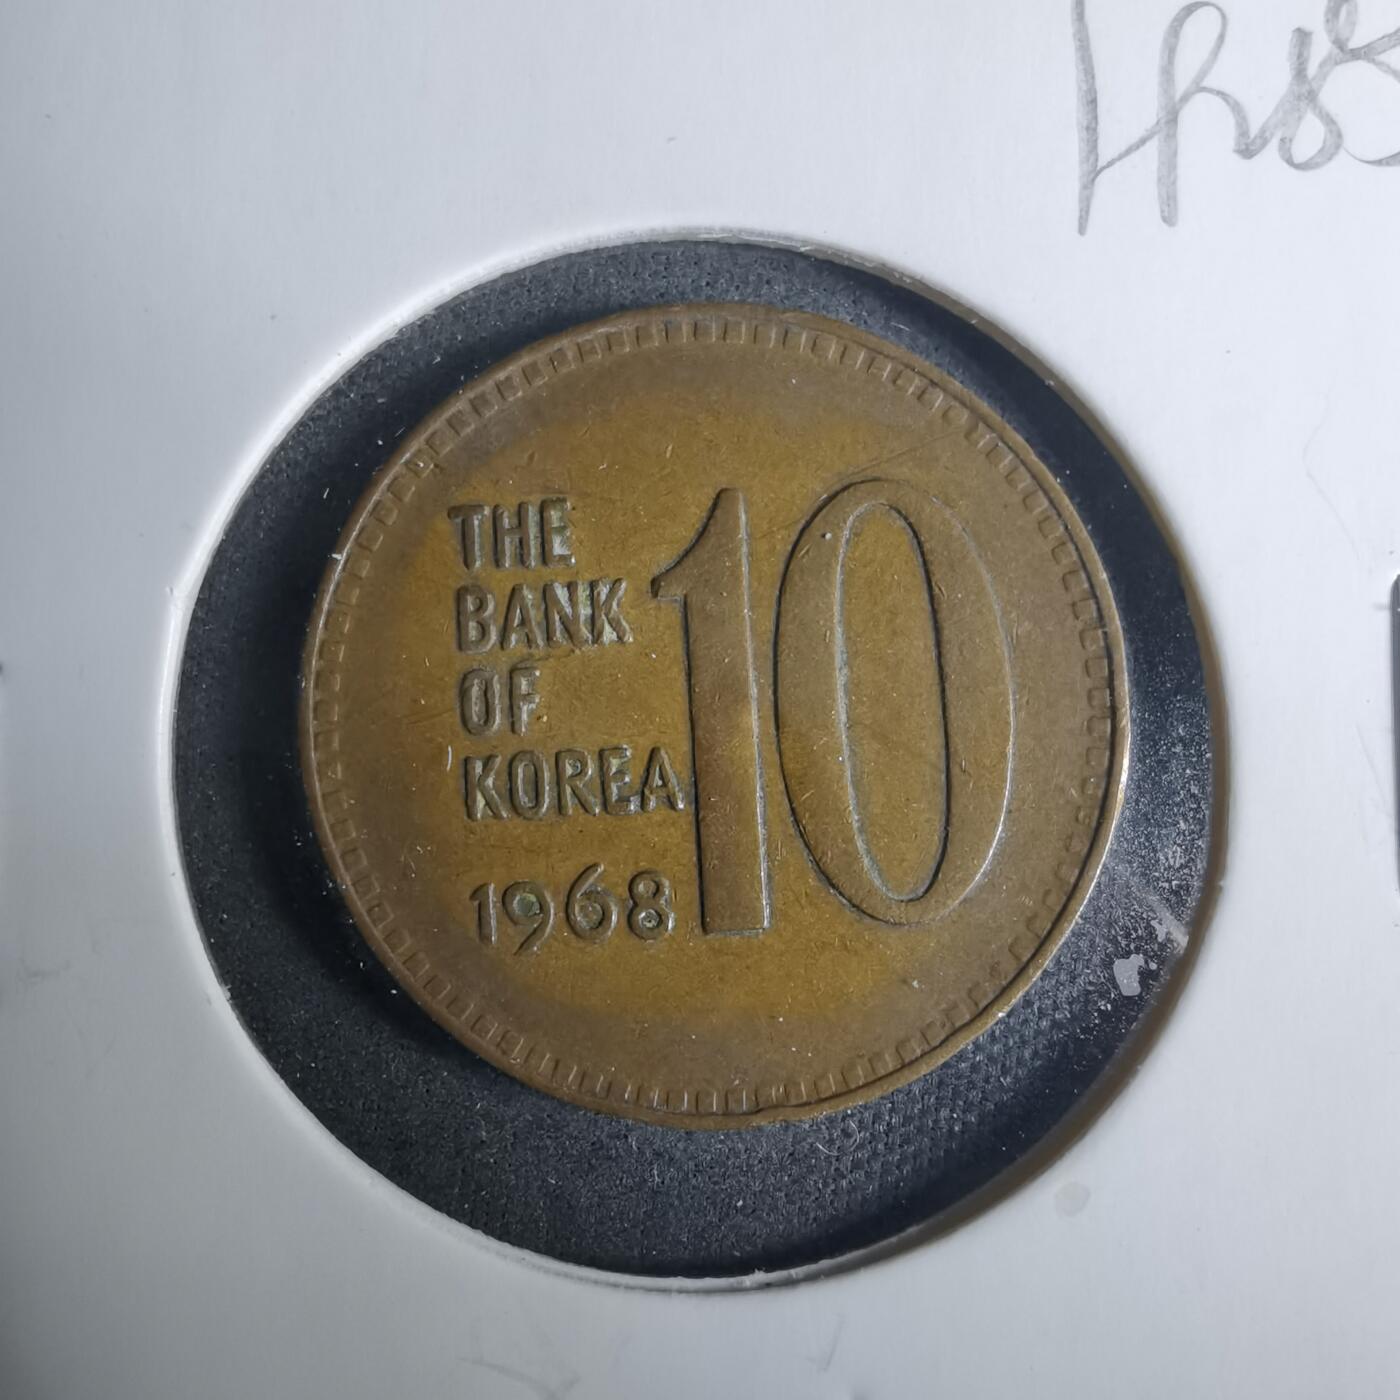 THE
BANK
OF
KOREA
10
1968